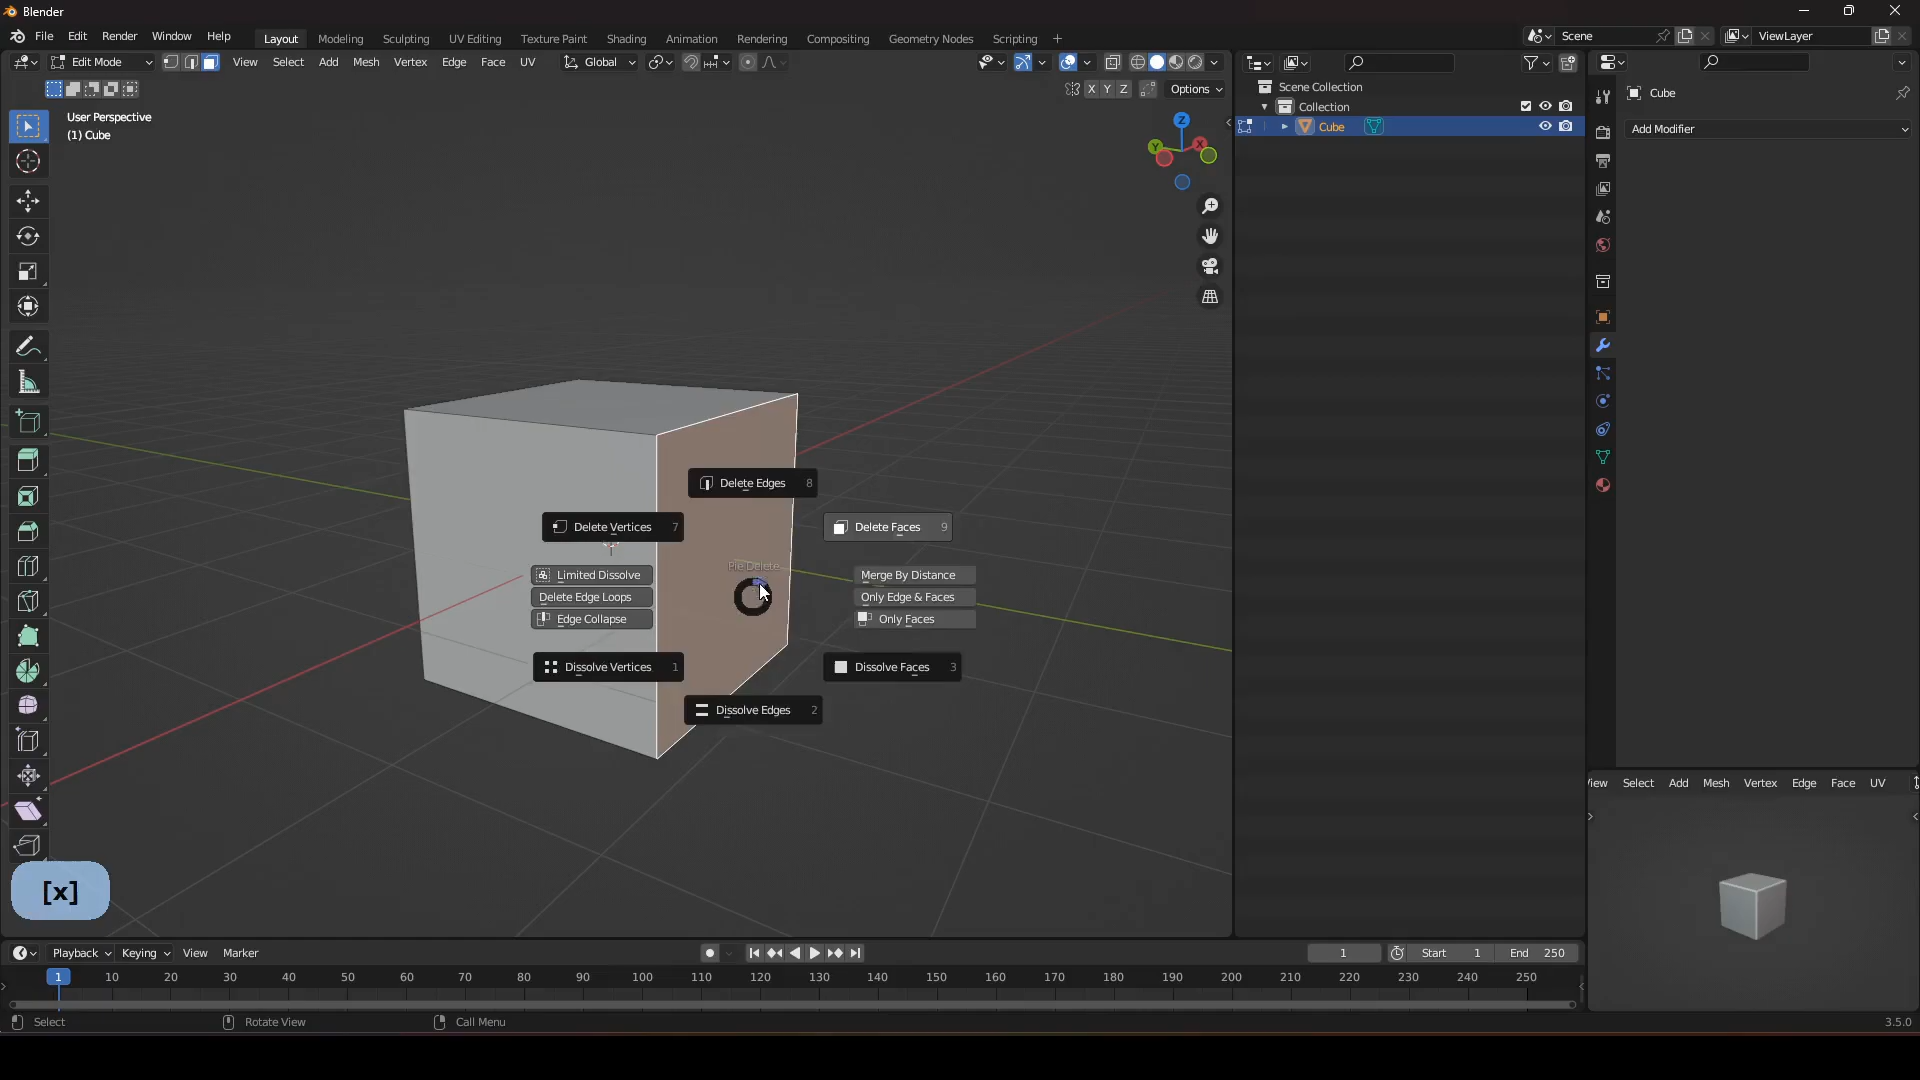 Blender
File Edit Render Window Help Layout Modeling Sculpting UV Editing Texture Paint Shading Animation Rendering Compositing Geometry Nodes Scripting + Scene ViewLayer
Edit Mode View Select Add Mesh Vertex Edge Face UV Global
X Y Z Options
User Perspective
(1) Cube
Z
Y
X
Scene Collection
Collection
Cube
Cube
Add Modifier
Delete Edges 8
Delete Vertices 7
Delete Faces 9
Pie Delete
Limited Dissolve
Merge By Distance
Delete Edge Loops
Only Edge & Faces
Edge Collapse
Only Faces
Dissolve Vertices 1
Dissolve Faces 3
Dissolve Edges 2
Select Add Mesh Vertex Edge Face UV
[x]
Playback Keying View Marker 1 Start 1 End 250
1 10 20 30 40 50 60 70 80 90 100 110 120 130 140 150 160 170 180 190 200 210 220 230 240 250
Select Rotate View Call Menu 3.5.0